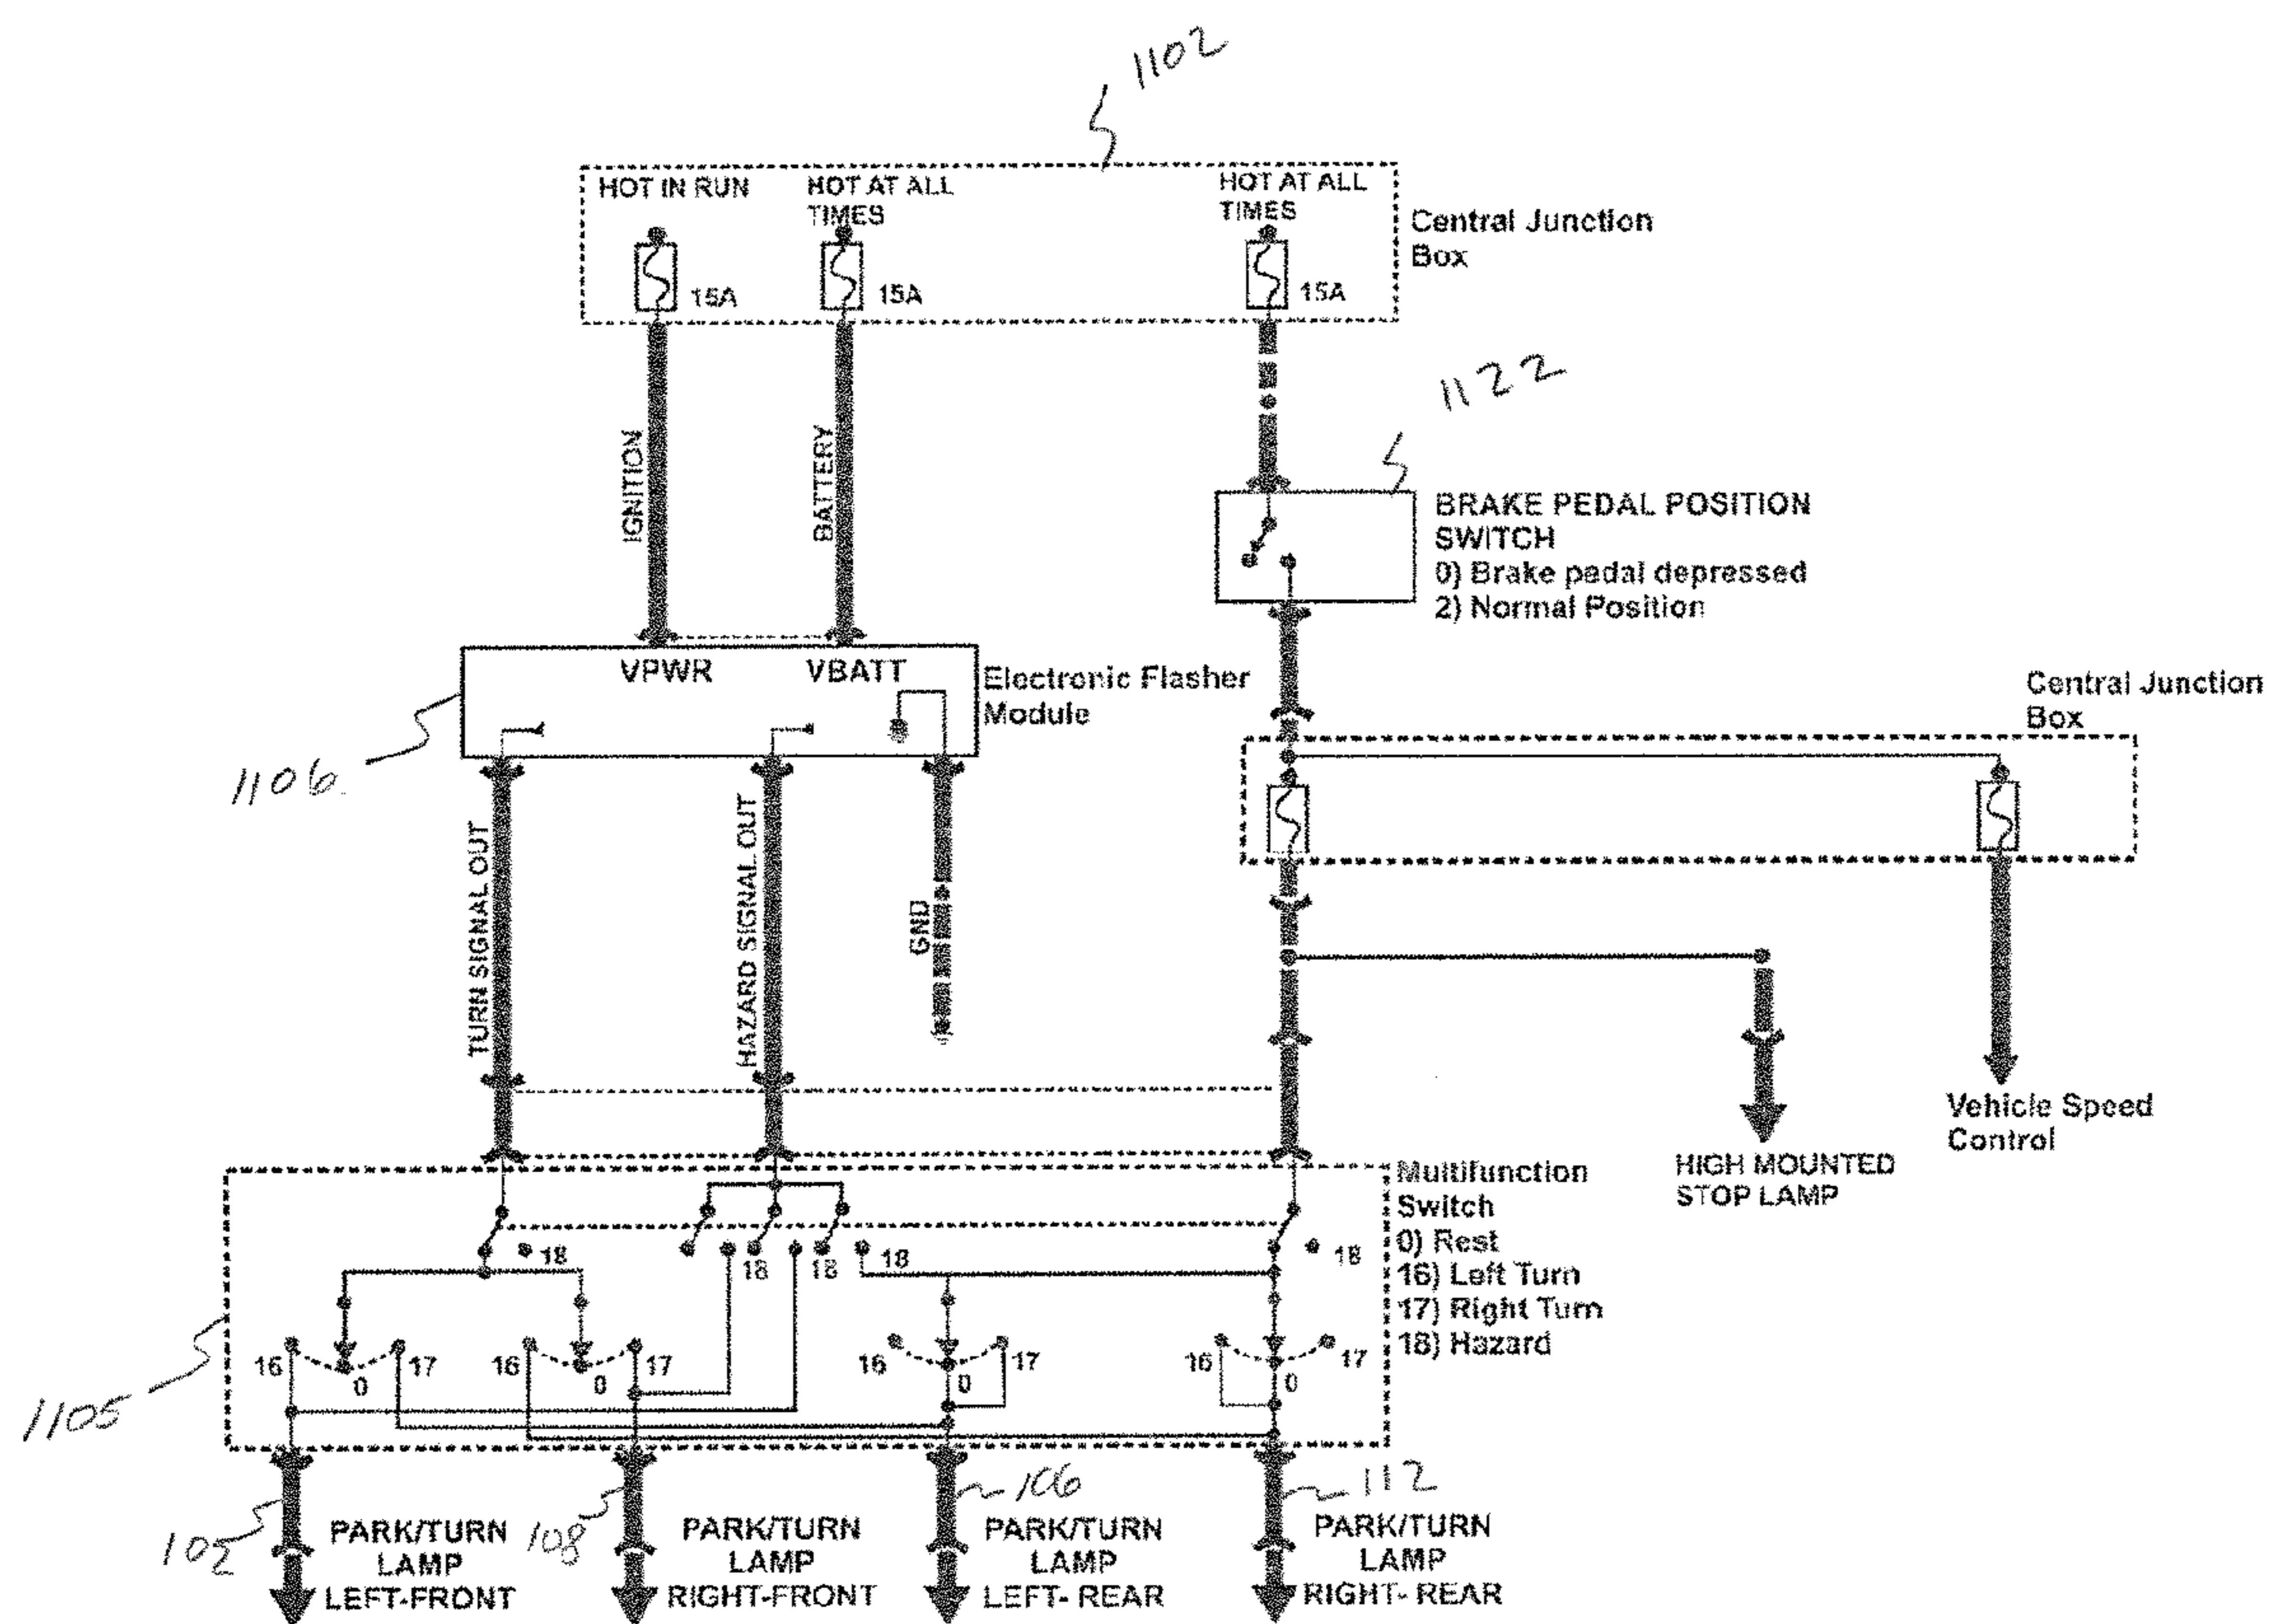 1102
HOT IN RUN
HOT AT ALL
TIMES
HOT AT ALL
TIMES
Central Junction
Box
15A
15A
15A
1122
IGNITION
BATTERY
BRAKE PEDAL POSITION
SWITCH
0) Brake pedal depressed
2) Normal Position
VPWR
VBATT
Electronic Flasher
Module
Central Junction
Box
1106
TURN SIGNAL OUT
HAZARD SIGNAL OUT
GND
Vehicle Speed
Control
HIGH MOUNTED
STOP LAMP
Multifunction
Switch
0) Rest
16) Left Turn
17) Right Turn
18) Hazard
18
18
18
18
18
16
0
17
16
0
17
16
0
17
16
0
17
1105
102
108
106
112
PARK/TURN
LAMP
LEFT-FRONT
PARK/TURN
LAMP
RIGHT-FRONT
PARK/TURN
LAMP
LEFT- REAR
PARK/TURN
LAMP
RIGHT- REAR